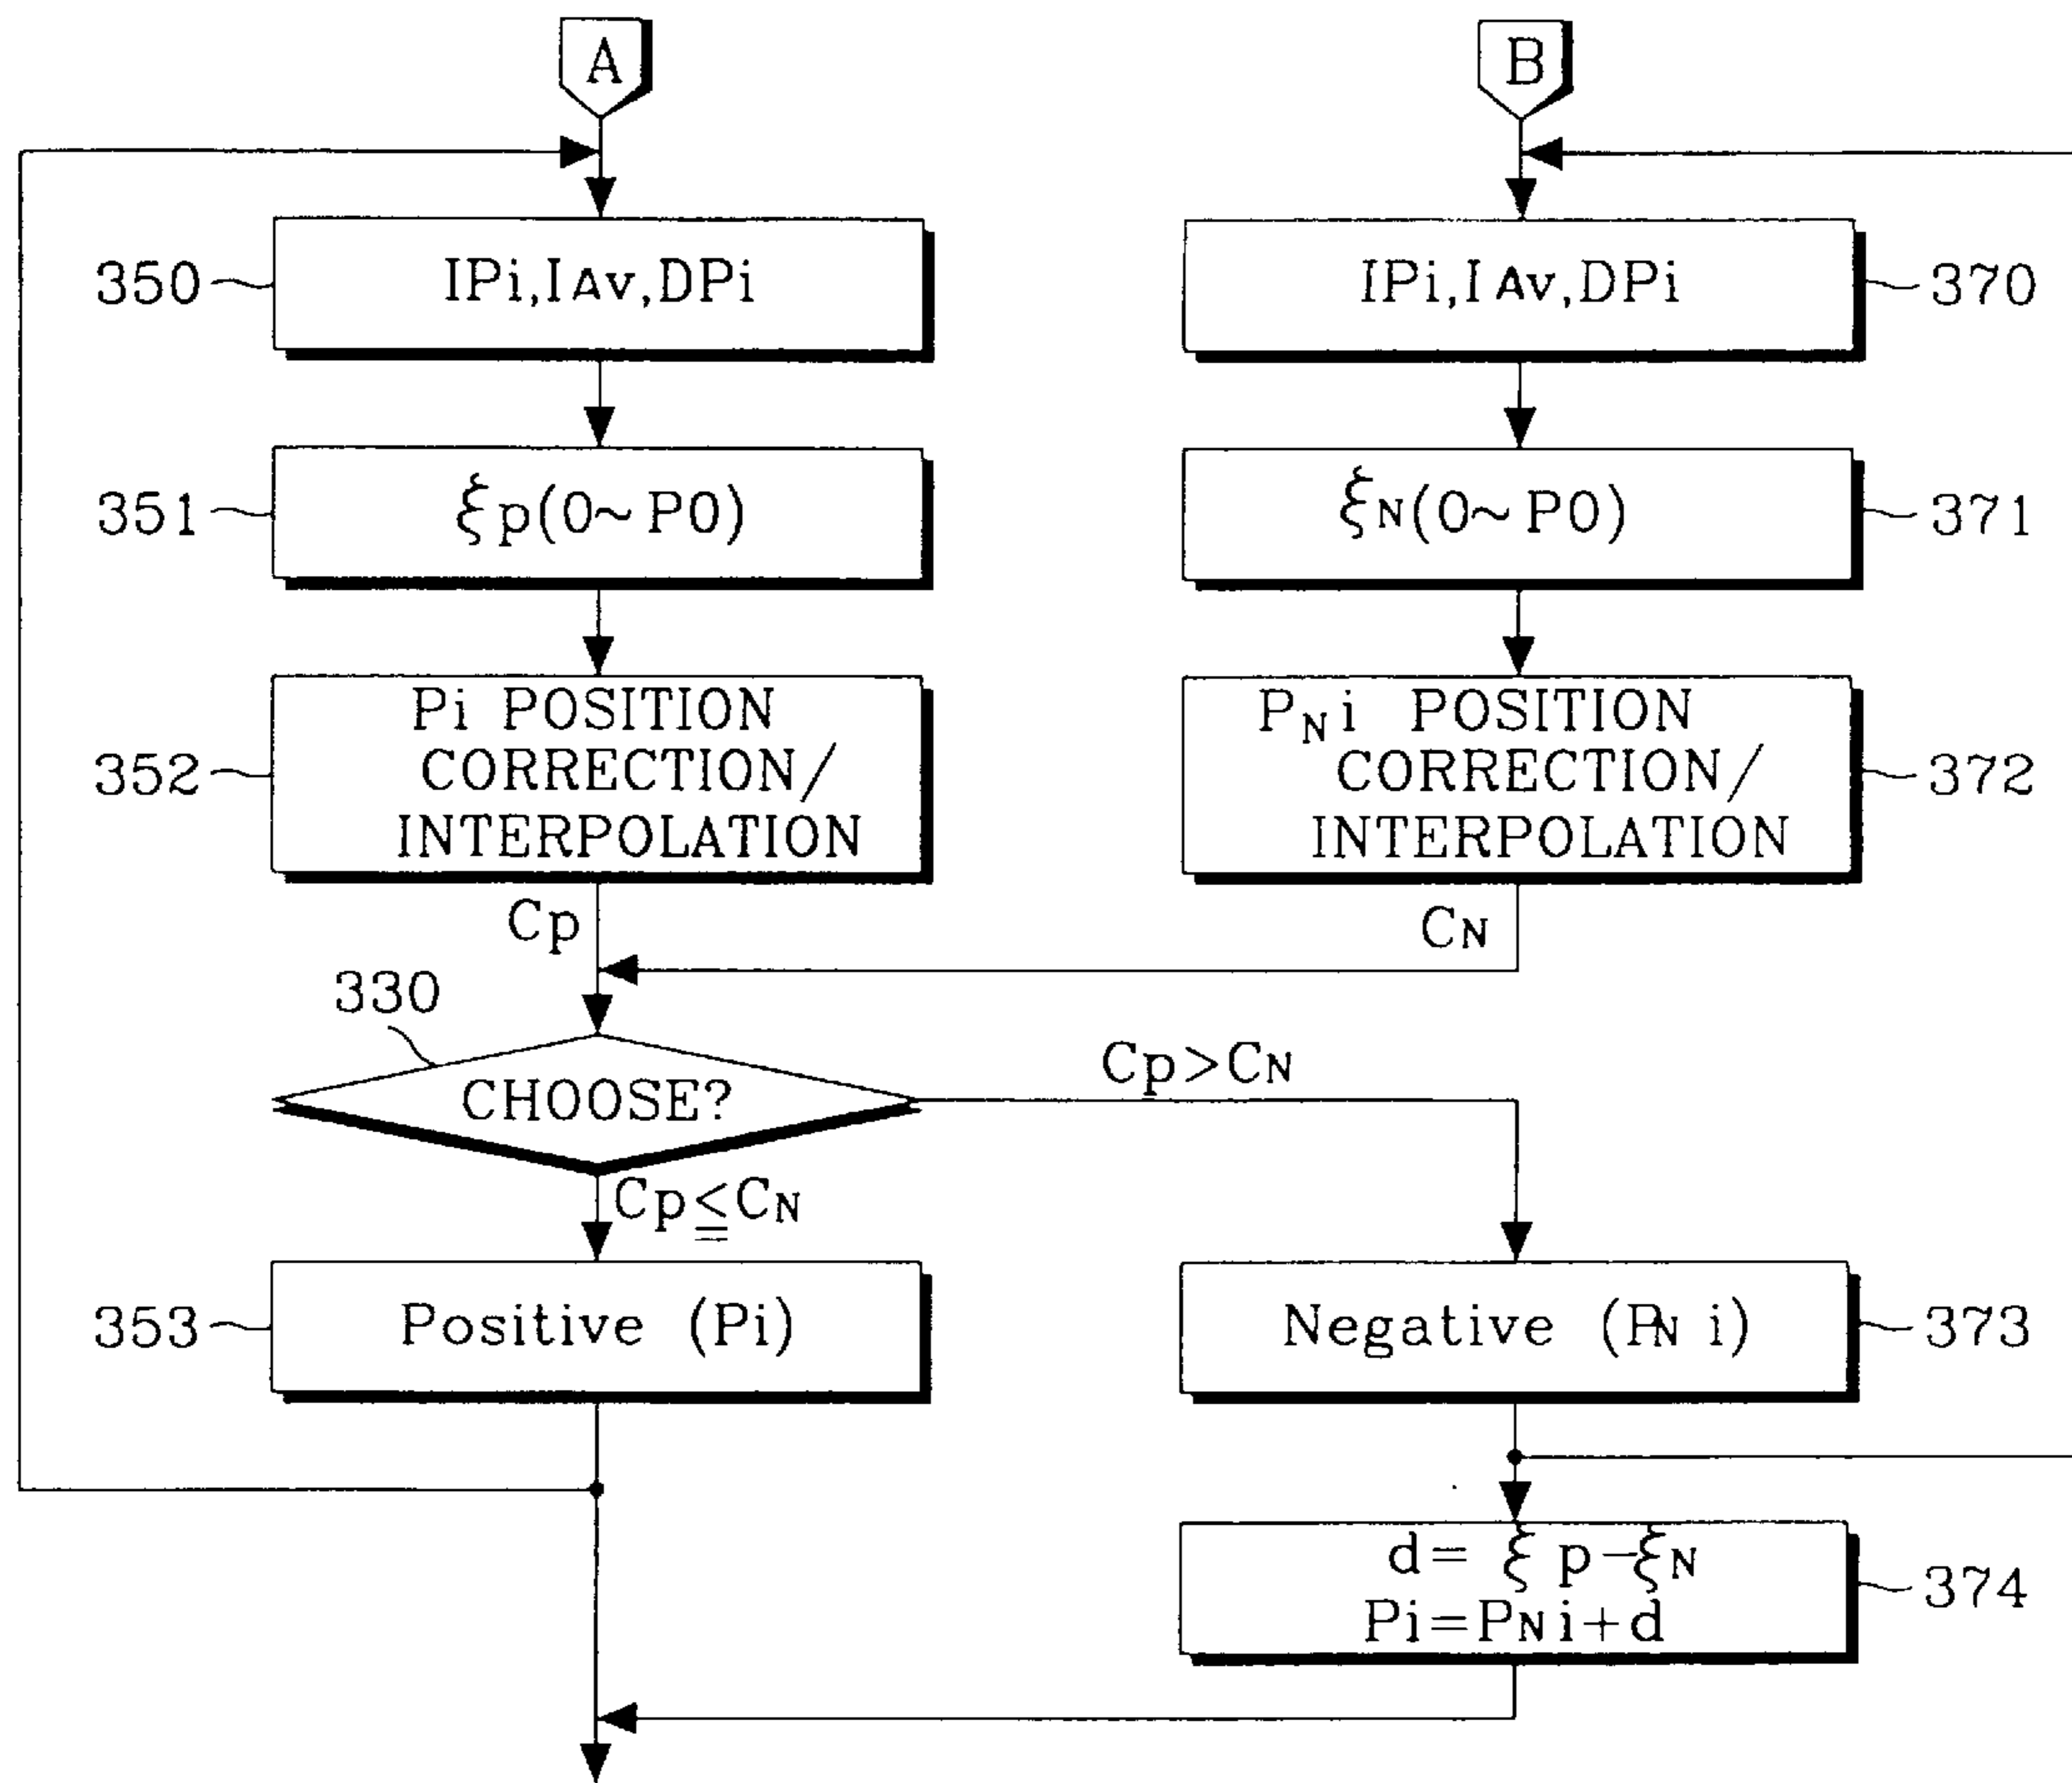 A
B
350
IPi,IAv,DPi
IPi,IAv,DPi
370
351
ξp(0~P0)
ξN(0~P0)
371
352
Pi POSITION
CORRECTION/
INTERPOLATION
PNi POSITION
CORRECTION/
INTERPOLATION
372
Cp
CN
330
CHOOSE?
Cp>CN
Cp≦CN
353
Positive (Pi)
Negative (PN i)
373
d= ξp-ξN
Pi=PNi+d
374